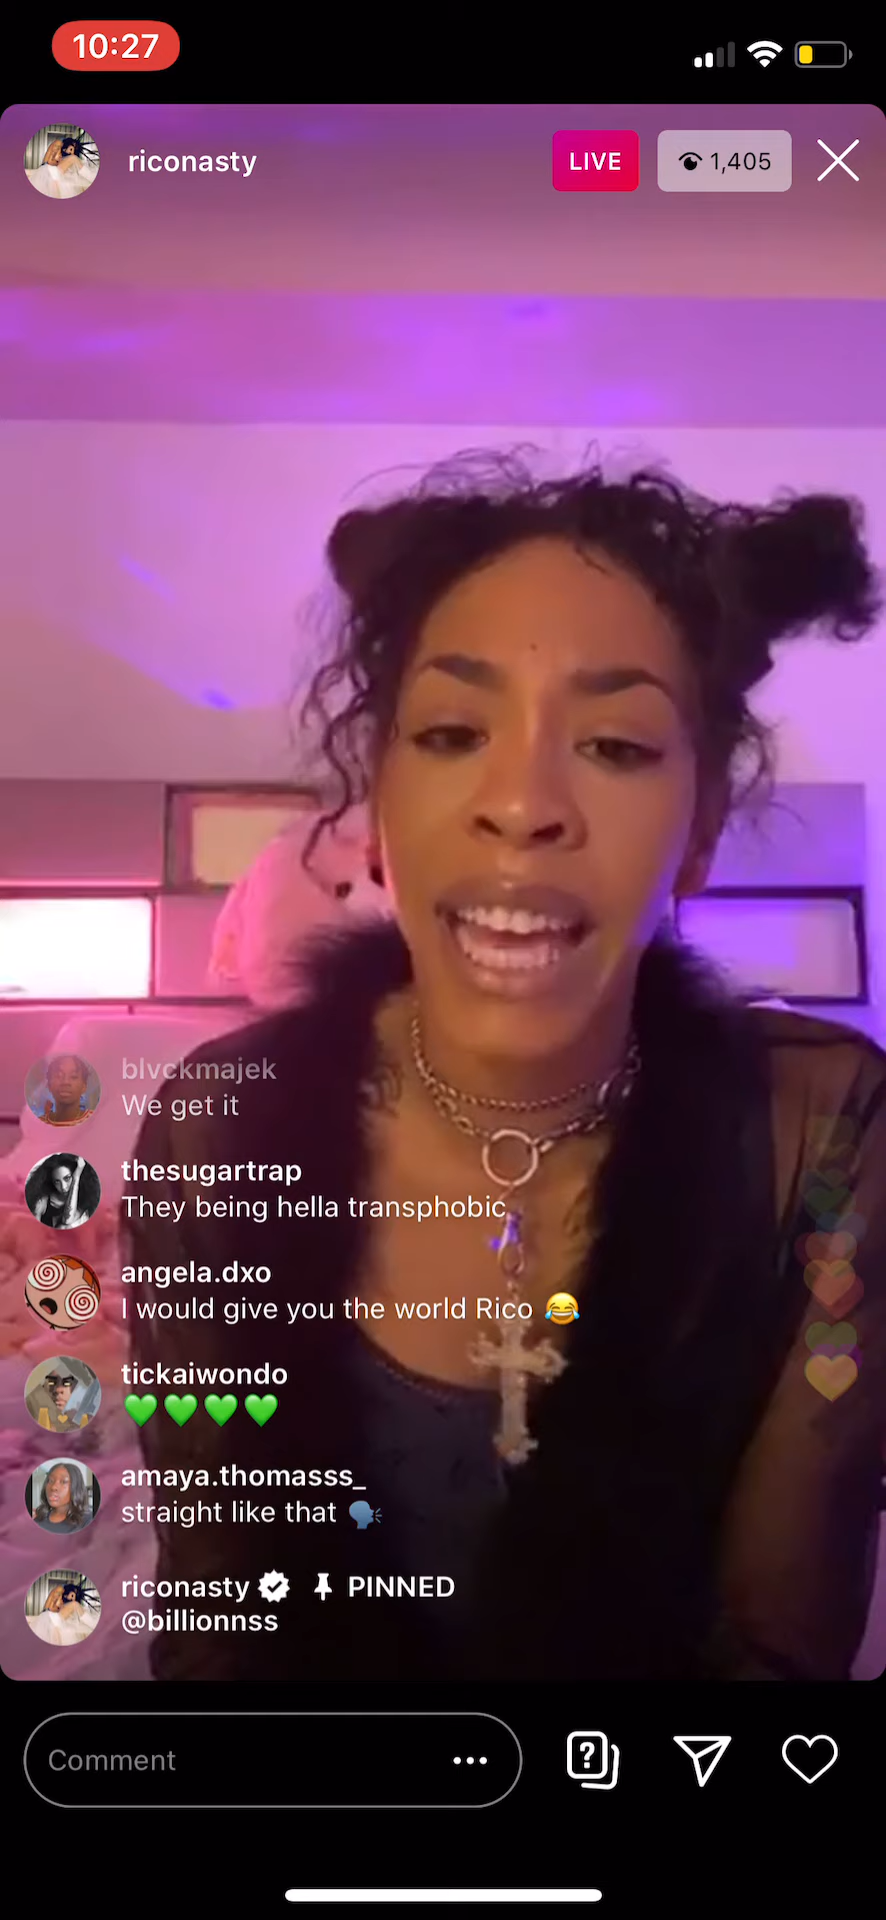 10:27
riconasty
LIVE
1,405
blvckmajek
We get it
thesugartrap
They being hella transphobic
angela.dxo
I would give you the world Rico 😂
tickaiwondo
💚💚💚💚
amaya.thomasss_
straight like that 🗣
riconasty PINNED
@billionnss
Comment